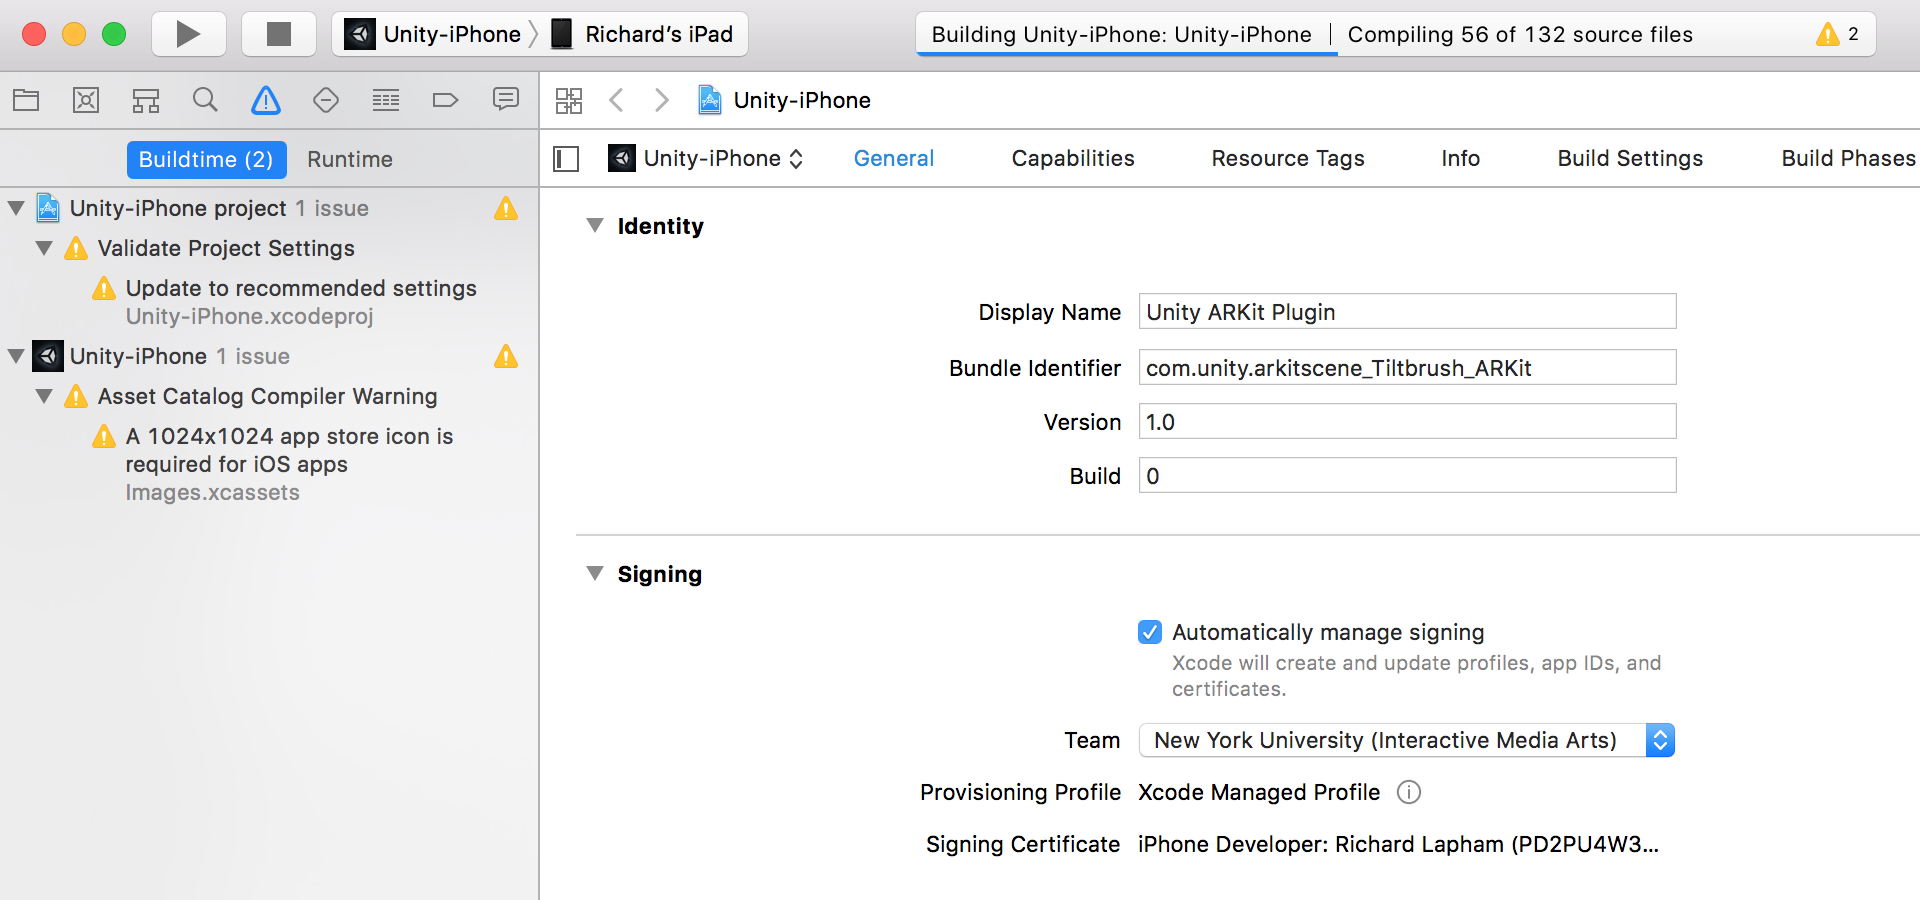 Unity-iPhone Richard’s iPad
Building Unity-iPhone: Unity-iPhone Compiling 56 of 132 source files 2
Unity-iPhone
Buildtime (2) Runtime
Unity-iPhone General Capabilities Resource Tags Info Build Settings Build Phases
Unity-iPhone project 1 issue
Validate Project Settings
Update to recommended settings
Unity-iPhone.xcodeproj
Unity-iPhone 1 issue
Asset Catalog Compiler Warning
A 1024x1024 app store icon is
required for iOS apps
Images.xcassets
Identity
Display Name Unity ARKit Plugin
Bundle Identifier com.unity.arkitscene_Tiltbrush_ARKit
Version 1.0
Build 0
Signing
Automatically manage signing
Xcode will create and update profiles, app IDs, and
certificates.
Team New York University (Interactive Media Arts)
Provisioning Profile Xcode Managed Profile
Signing Certificate iPhone Developer: Richard Lapham (PD2PU4W3...